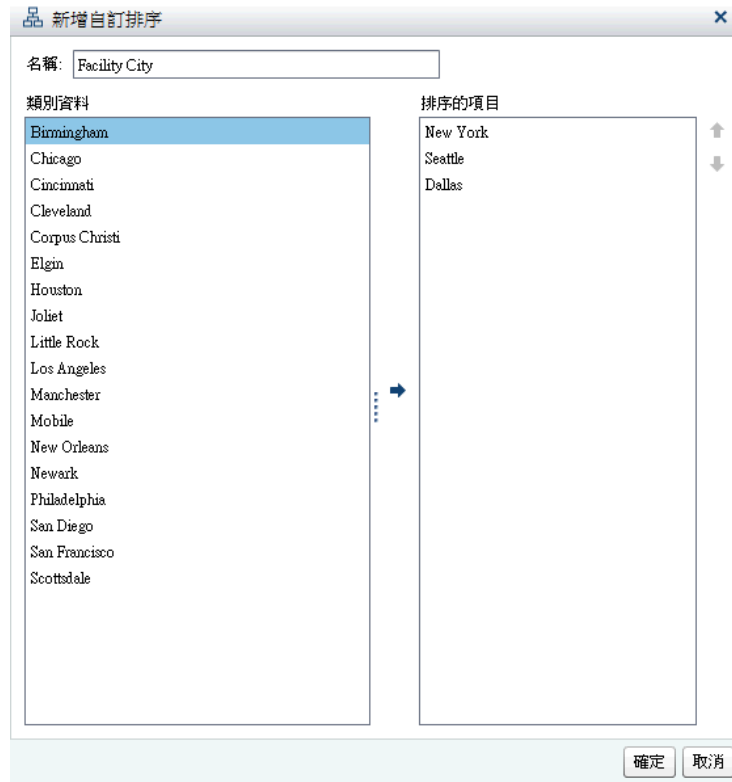 新增自訂排序
名稱: Facility City
類別資料
Birmingham
Chicago
Cincinnati
Cleveland
Corpus Christi
Elgin
Houston
Joliet
Little Rock
Los Angeles
Manchester
Mobile
New Orleans
Newark
Philadelphia
San Diego
San Francisco
Scottsdale
排序的項目
New York
Seattle
Dallas
確定 取消